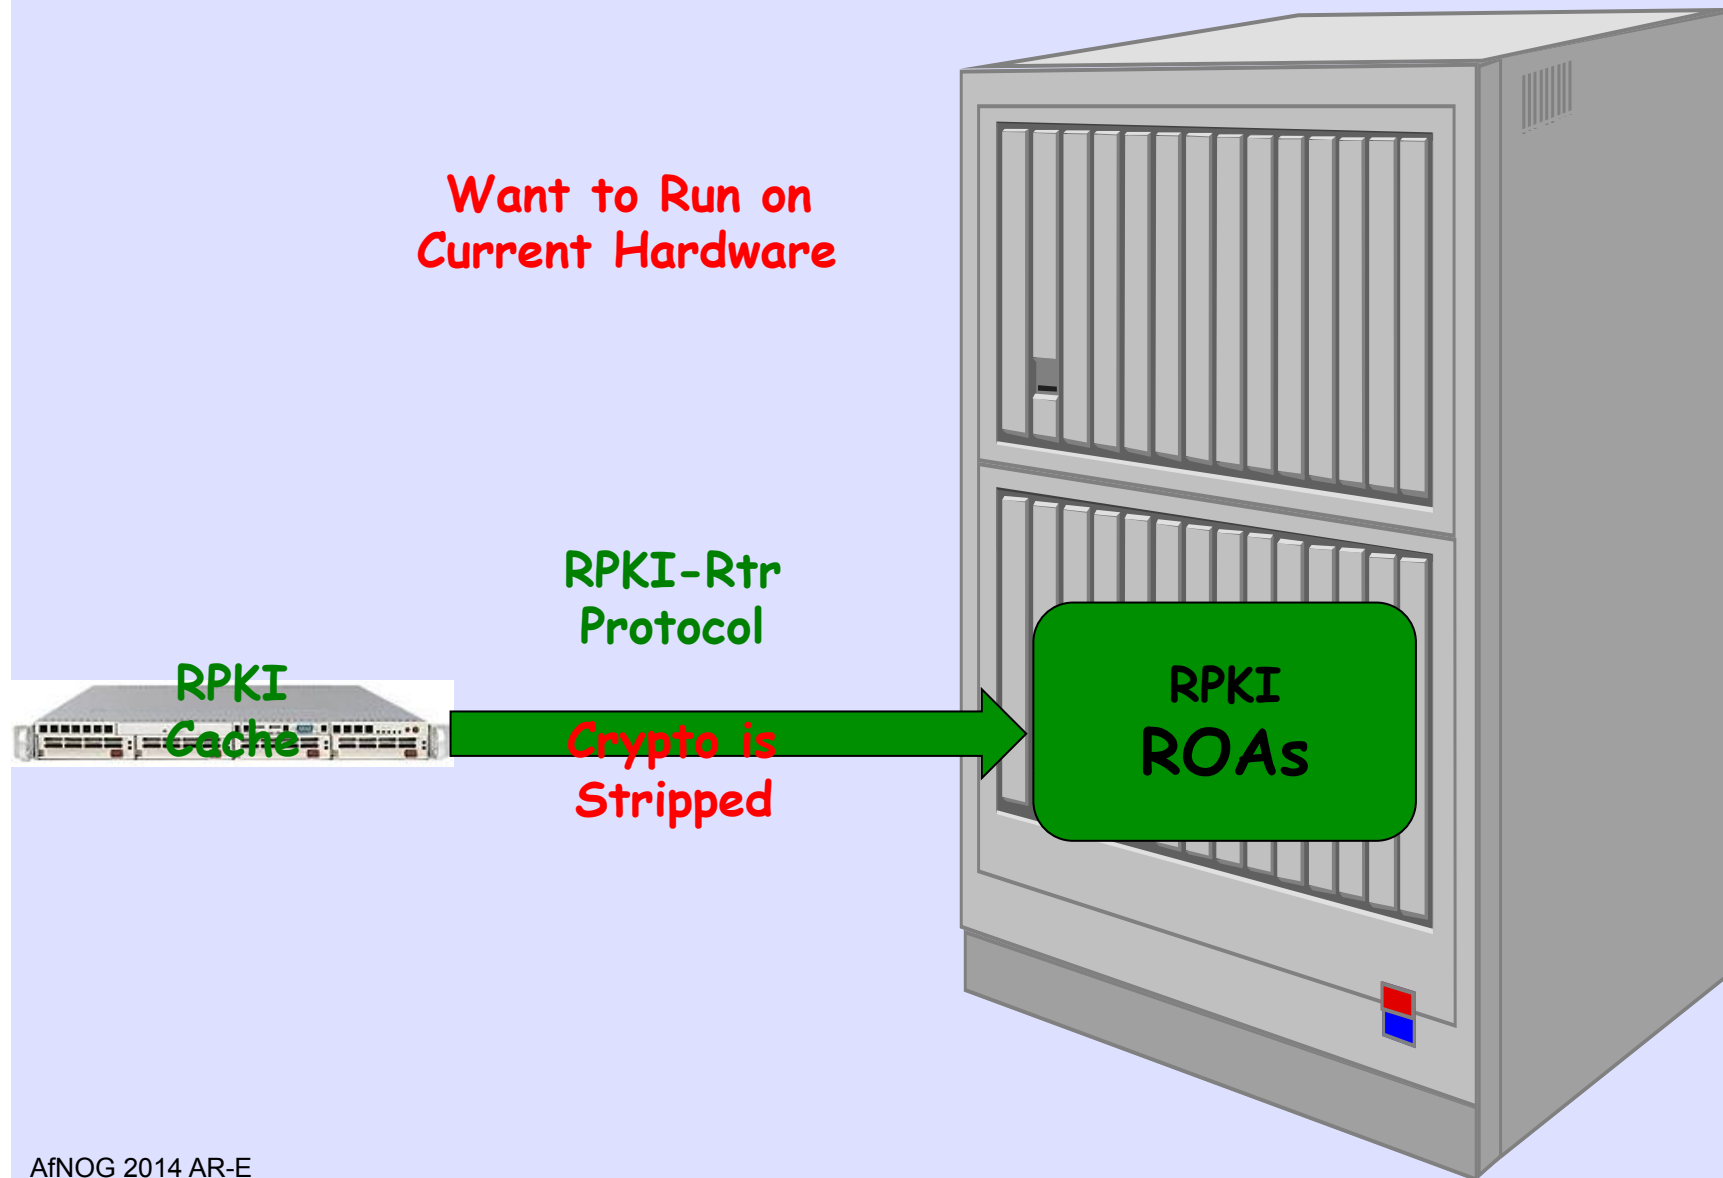 Want to Run on
Current Hardware
RPKI-Rtr
Protocol
RPKI
Cache
Crypto is
Stripped
RPKI
ROAs
AfNOG 2014 AR-E